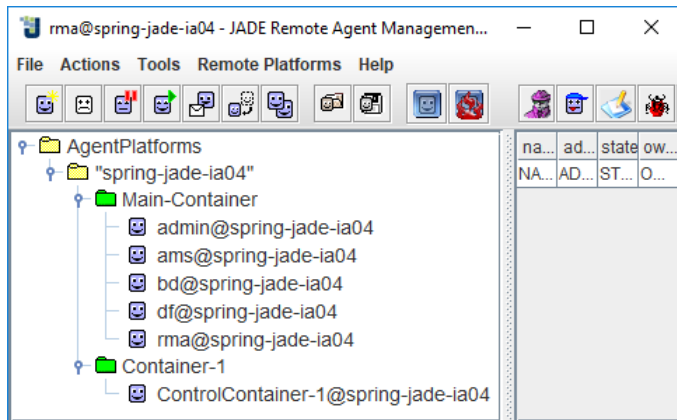 rma@spring-jade-ia04 - JADE Remote Agent Managemen...
File Actions Tools Remote Platforms Help
AgentPlatforms
"spring-jade-ia04"
Main-Container
admin@spring-jade-ia04
ams@spring-jade-ia04
bd@spring-jade-ia04
df@spring-jade-ia04
rma@spring-jade-ia04
Container-1
ControlContainer-1@spring-jade-ia04
na... ad... state ow...
NA... AD... ST... O...